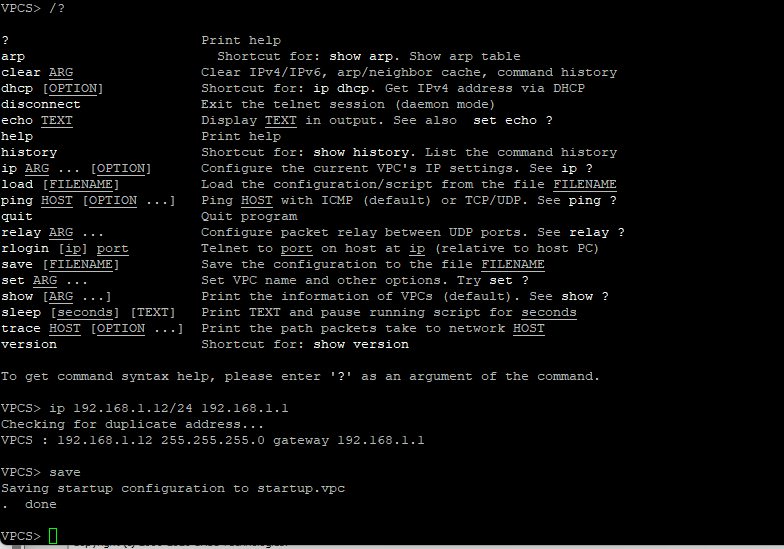 VPCS> /?
? Print help
arp Shortcut for: show arp. Show arp table
clear ARG Clear IPv4/IPv6, arp/neighbor cache, command history
dhcp [OPTION] Shortcut for: ip dhcp. Get IPv4 address via DHCP
disconnect Exit the telnet session (daemon mode)
echo TEXT Display TEXT in output. See also set echo ?
help Print help
history Shortcut for: show history. List the command history
ip ARG ... [OPTION] Configure the current VPC's IP settings. See ip ?
load [FILENAME] Load the configuration/script from the file FILENAME
ping HOST [OPTION ...] Ping HOST with ICMP (default) or TCP/UDP. See ping ?
quit Quit program
relay ARG ... Configure packet relay between UDP ports. See relay ?
rlogin [ip] port Telnet to port on host at ip (relative to host PC)
save [FILENAME] Save the configuration to the file FILENAME
set ARG ... Set VPC name and other options. Try set ?
show [ARG ...] Print the information of VPCs (default). See show ?
sleep [seconds] [TEXT] Print TEXT and pause running script for seconds
trace HOST [OPTION ...] Print the path packets take to network HOST
version Shortcut for: show version
To get command syntax help, please enter '?' as an argument of the command.
VPCS> ip 192.168.1.12/24 192.168.1.1
Checking for duplicate address...
VPCS : 192.168.1.12 255.255.255.0 gateway 192.168.1.1
VPCS> save
Saving startup configuration to startup.vpc
. done
VPCS>